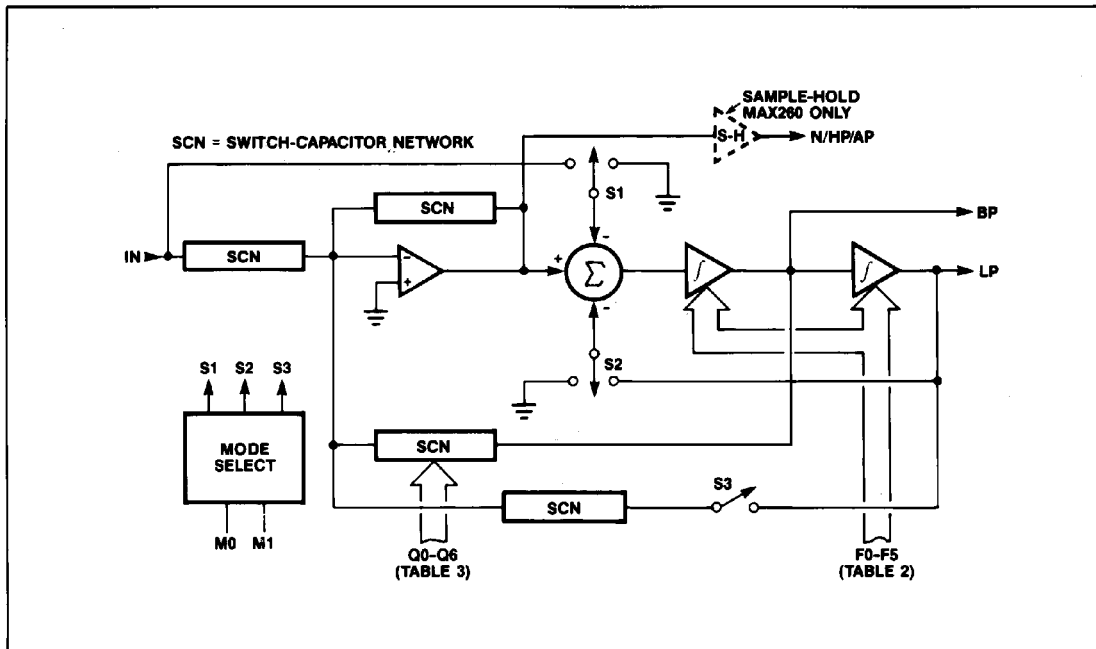 SAMPLE-HOLD
MAX260 ONLY
SCN = SWITCH-CAPACITOR NETWORK
S-H
N/HP/AP
S1
SCN
BP
IN
SCN
-
+
+
-
Σ
-
∫
∫
LP
S1 S2 S3
S2
MODE
SELECT
SCN
S3
SCN
M0 M1
Q0-Q6
(TABLE 3)
F0-F5
(TABLE 2)